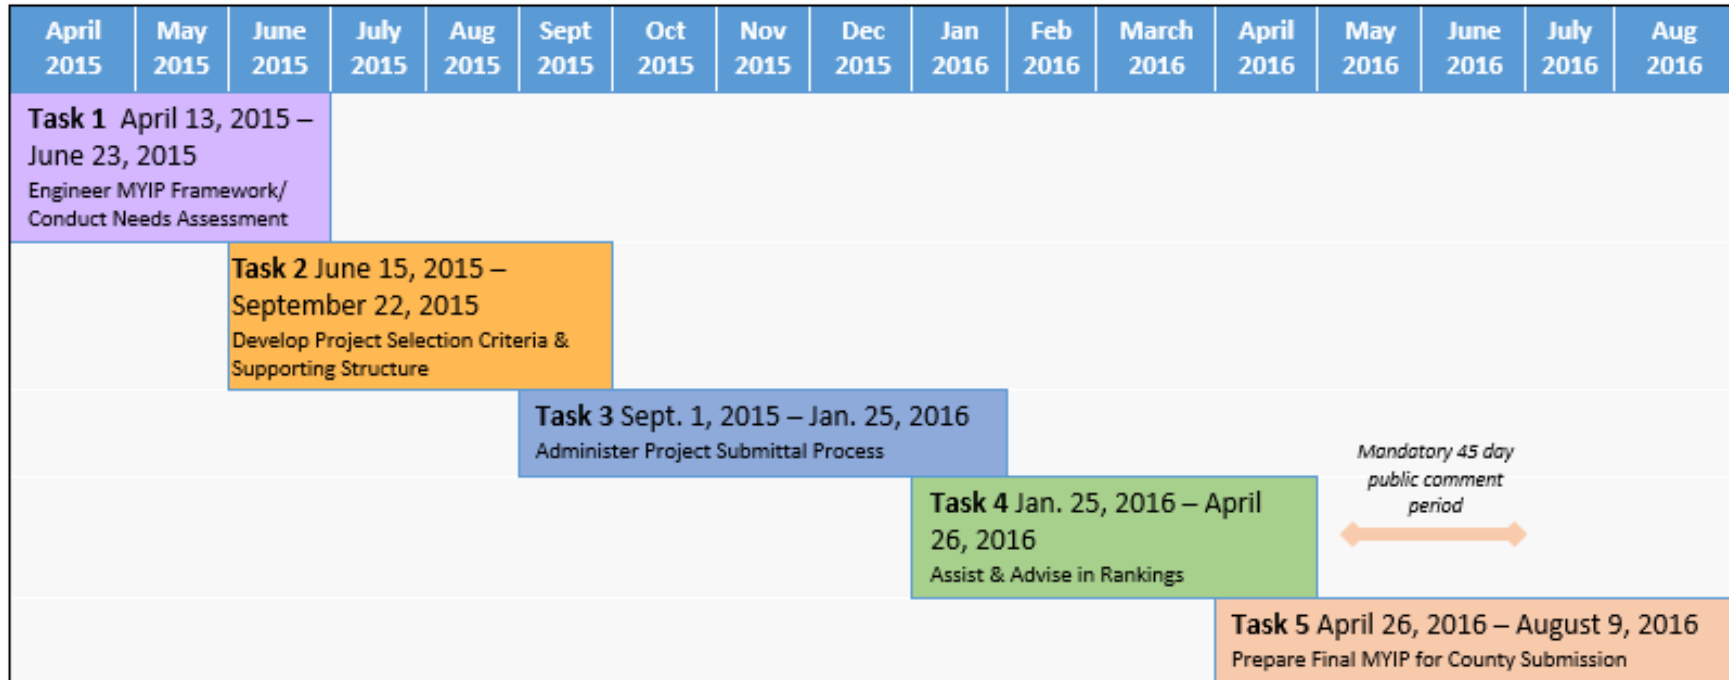 April May June July Aug Sept Oct Nov Dec Jan Feb March April May June July Aug
2015 2015 2015 2015 2015 2015 2015 2015 2015 2016 2016 2016 2016 2016 2016 2016 2016
Task 1 April 13, 2015 –
June 23, 2015
Engineer MYIP Framework/
Conduct Needs Assessment
Task 2 June 15, 2015 –
September 22, 2015
Develop Project Selection Criteria &
Supporting Structure
Task 3 Sept. 1, 2015 – Jan. 25, 2016
Administer Project Submittal Process
Mandatory 45 day
public comment
period
Task 4 Jan. 25, 2016 – April
26, 2016
Assist & Advise in Rankings
Task 5 April 26, 2016 – August 9, 2016
Prepare Final MYIP for County Submission